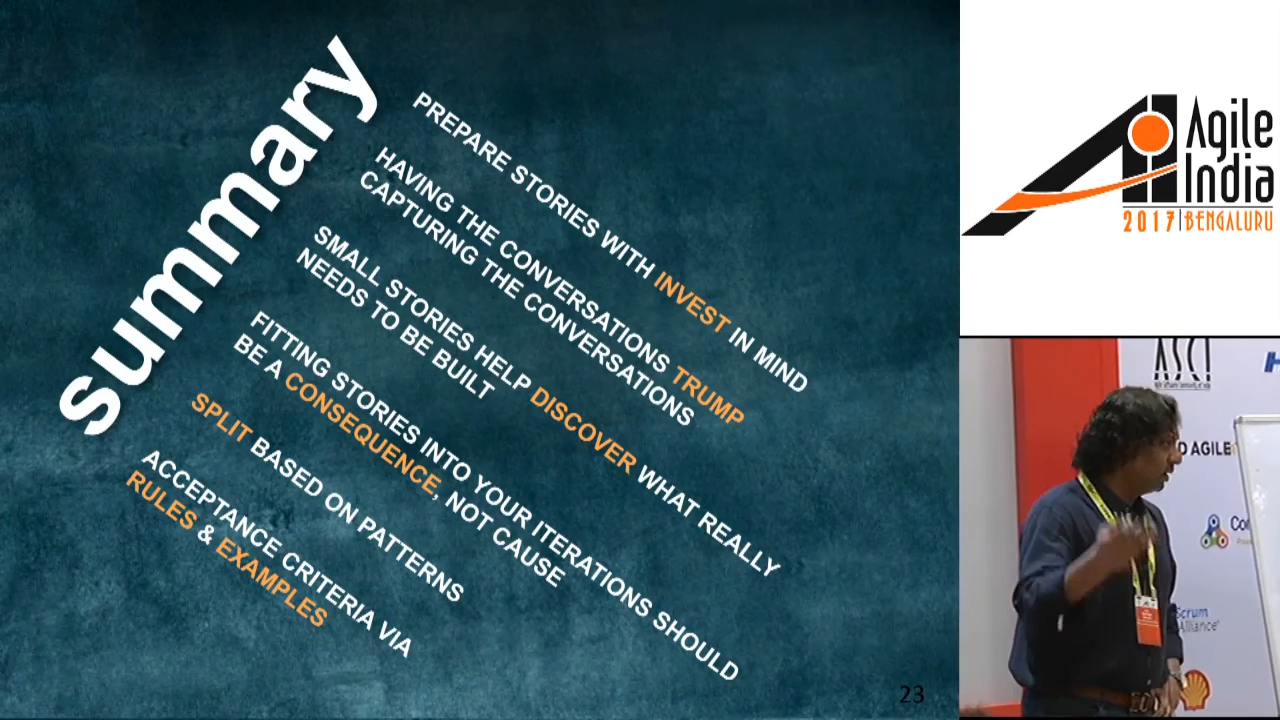 summary
PREPARE STORIES WITH INVEST IN MIND
HAVING THE CONVERSATIONS TRUMP
CAPTURING THE CONVERSATIONS
SMALL STORIES HELP DISCOVER WHAT REALLY
NEEDS TO BE BUILT
FITTING STORIES INTO YOUR ITERATIONS SHOULD
BE A CONSEQUENCE, NOT CAUSE
SPLIT BASED ON PATTERNS
ACCEPTANCE CRITERIA VIA
RULES & EXAMPLES
23
Agile
India
2017 | BENGALURU
ASCI
D AGILE
Scrum
Alliance